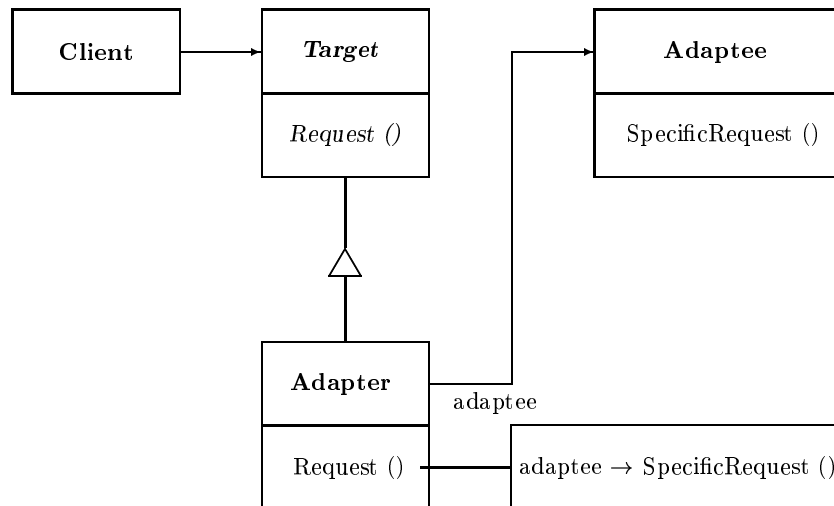 Client
Target
Adaptee
Request ()
SpecificRequest ()
Adapter
adaptee
Request ()
adaptee → SpecificRequest ()